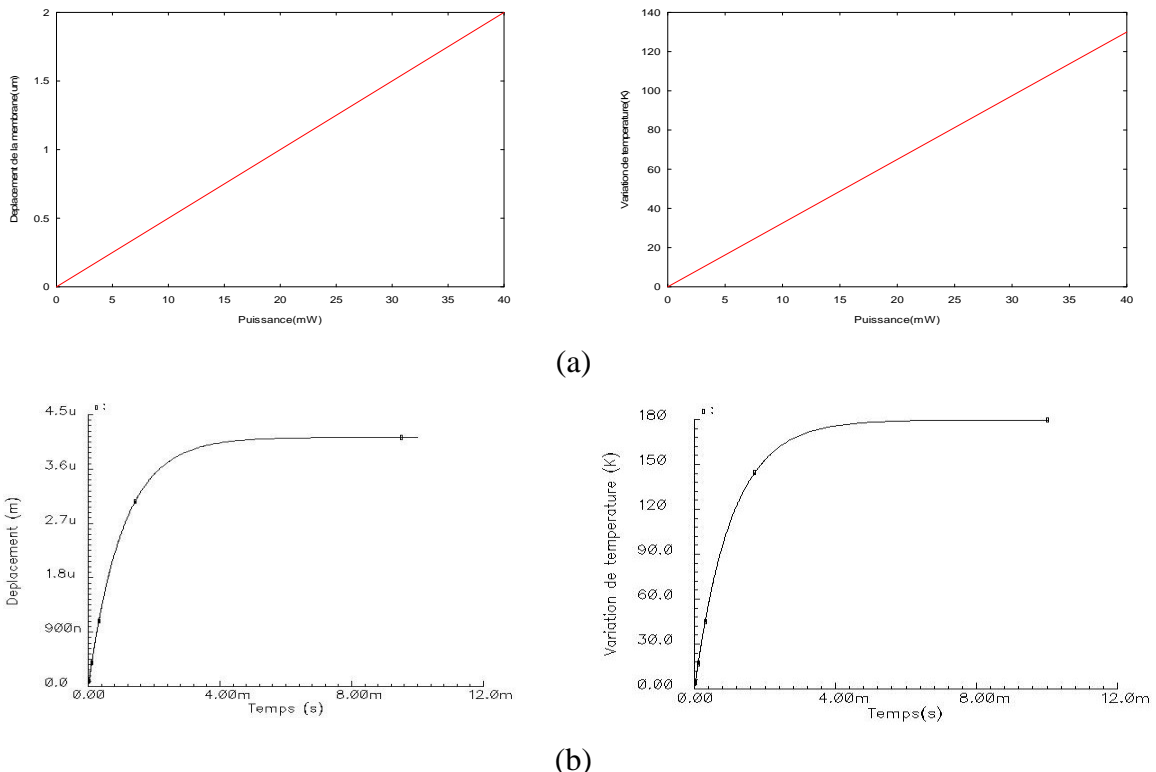 2
1.5
1
0.5
0
Deplacement de la membrane(um)
0 5 10 15 20 25 30 35 40
Puissance(mW)
140
120
100
80
60
40
20
0
Variation de temperature(K)
0 5 10 15 20 25 30 35 40
Puissance(mW)
(a)
4.5u
3.6u
2.7u
1.8u
900n
0.0
Deplacement (m)
0.00 4.00m 8.00m 12.0m
Temps (s)
180
150
120
90.0
60.0
30.0
0.00
Variation de temperature (K)
0.00 4.00m 8.00m 12.0m
Temps(s)
(b)